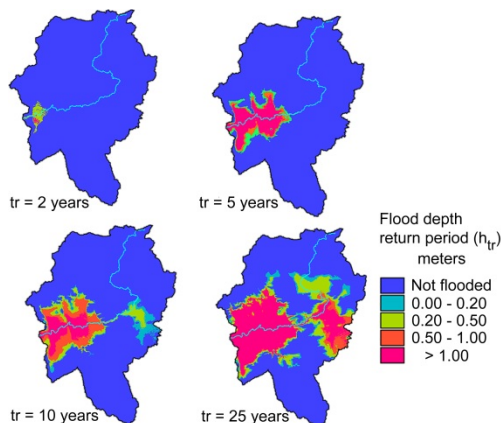 tr = 2 years
tr = 5 years
tr = 10 years
tr = 25 years
Flood depth
return period (htr)
meters
Not flooded
0.00 - 0.20
0.20 - 0.50
0.50 - 1.00
> 1.00